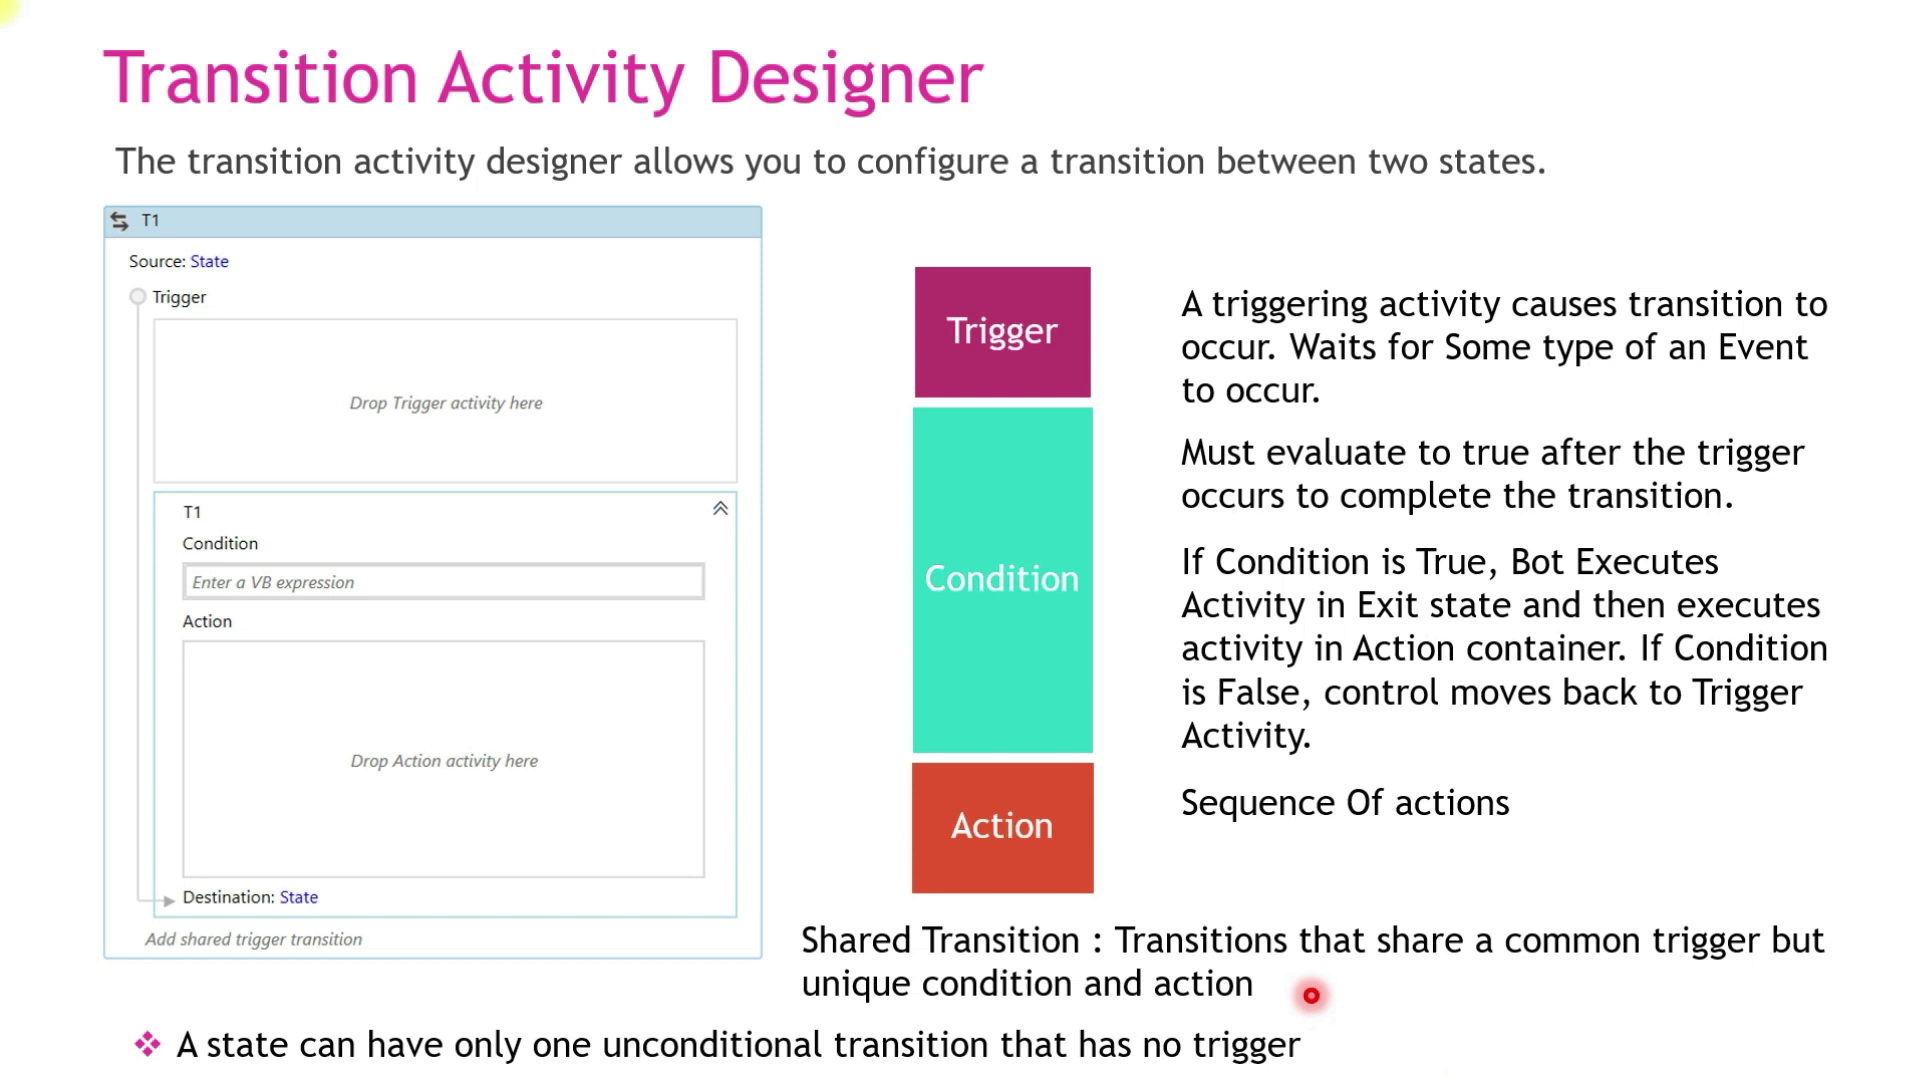 Transition Activity Designer
The transition activity designer allows you to configure a transition between two states.
T1
Source: State
Trigger
Drop Trigger activity here
T1
Condition
Enter a VB expression
Action
Drop Action activity here
Destination: State
Add shared trigger transition
Trigger
A triggering activity causes transition to
occur. Waits for Some type of an Event
to occur.
Condition
Must evaluate to true after the trigger
occurs to complete the transition.
If Condition is True, Bot Executes
Activity in Exit state and then executes
activity in Action container. If Condition
is False, control moves back to Trigger
Activity.
Action
Sequence Of actions
Shared Transition : Transitions that share a common trigger but
unique condition and action
❖ A state can have only one unconditional transition that has no trigger